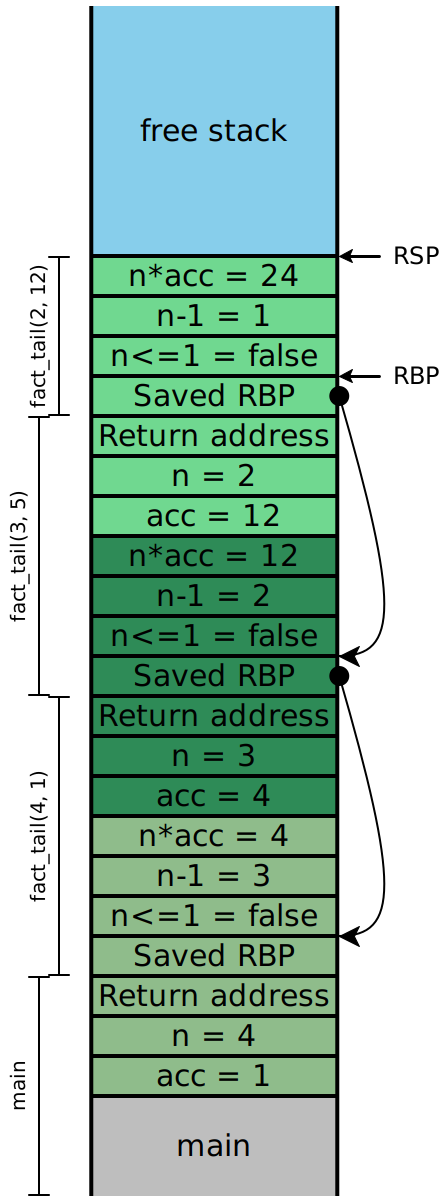 free stack
RSP
n*acc = 24
n-1 = 1
n<=1 = false
RBP
Saved RBP
fact_tail(2, 12)
Return address
n = 2
acc = 12
n*acc = 12
n-1 = 2
n<=1 = false
Saved RBP
fact_tail(3, 5)
Return address
n = 3
acc = 4
n*acc = 4
n-1 = 3
n<=1 = false
Saved RBP
fact_tail(4, 1)
Return address
n = 4
acc = 1
main
main